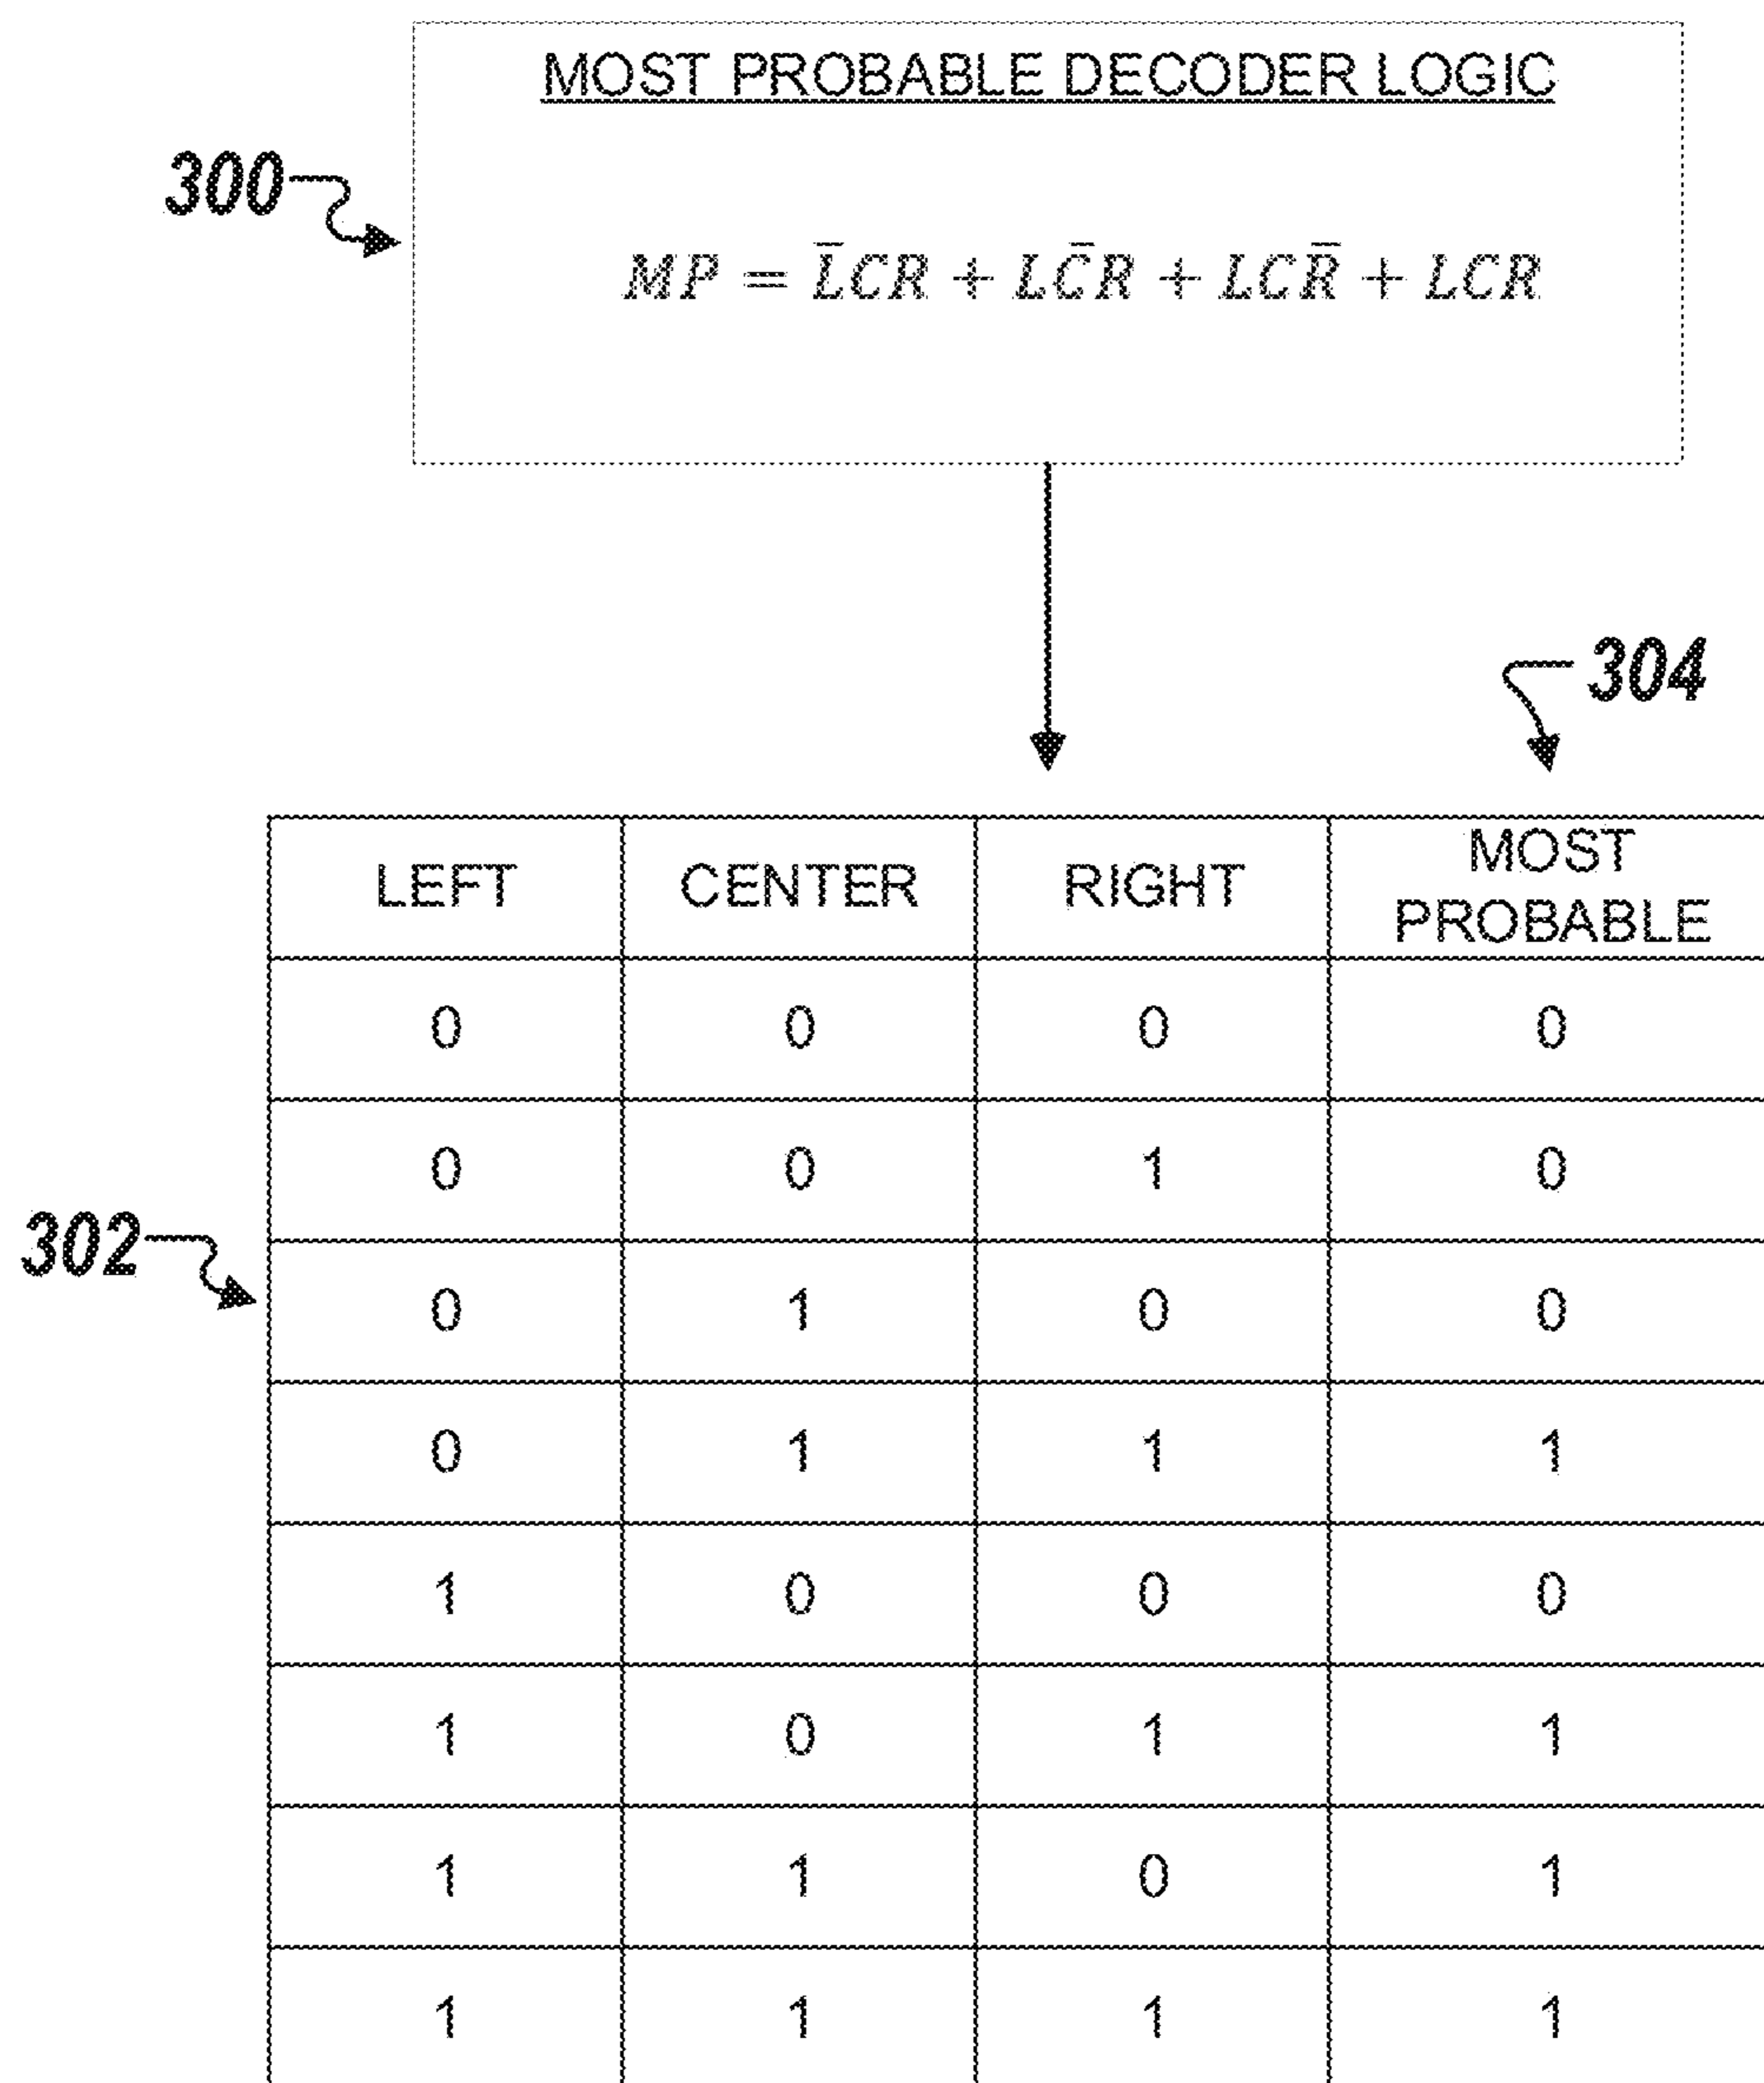 MOST PROBABLE DECODER LOGIC
300
MP = L̅CR + LC̅R + LCR̅ + LCR
304
LEFT CENTER RIGHT MOST PROBABLE
0 0 0 0
0 0 1 0
302
0 1 0 0
0 1 1 1
1 0 0 0
1 0 1 1
1 1 0 1
1 1 1 1